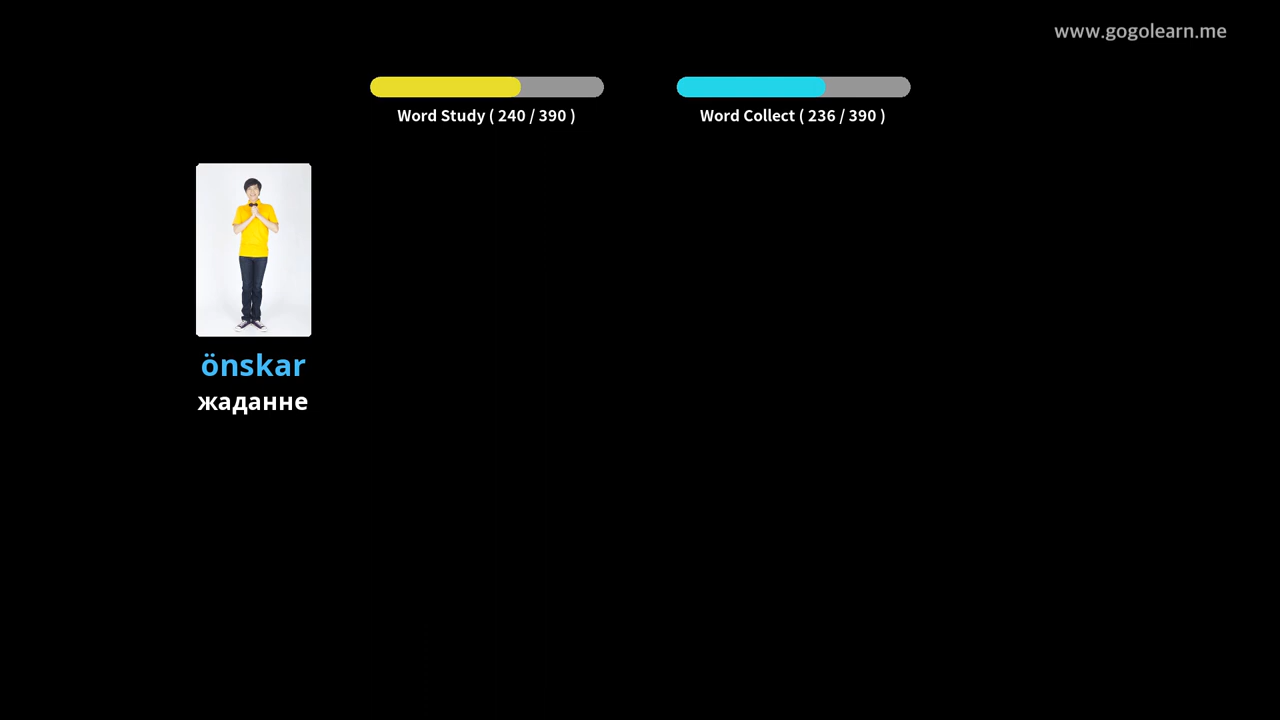 www.gogolearn.me
Word Study ( 240 / 390 )
Word Collect ( 236 / 390 )
önskar
жаданне